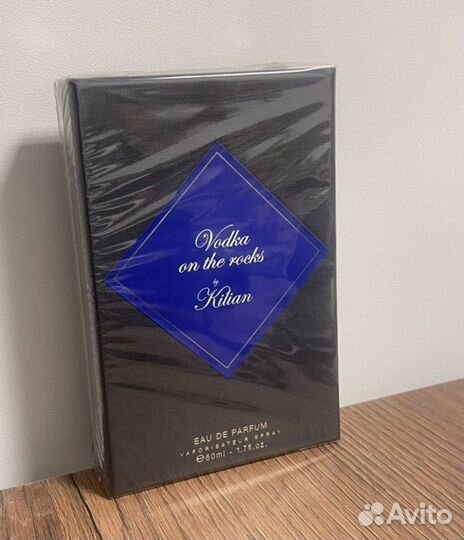 Vodka
on the rocks
by
Kilian
EAU DE PARFUM
VAPORISATEUR SPRAY
℮50ml - 1.7fl.oz.
Avito